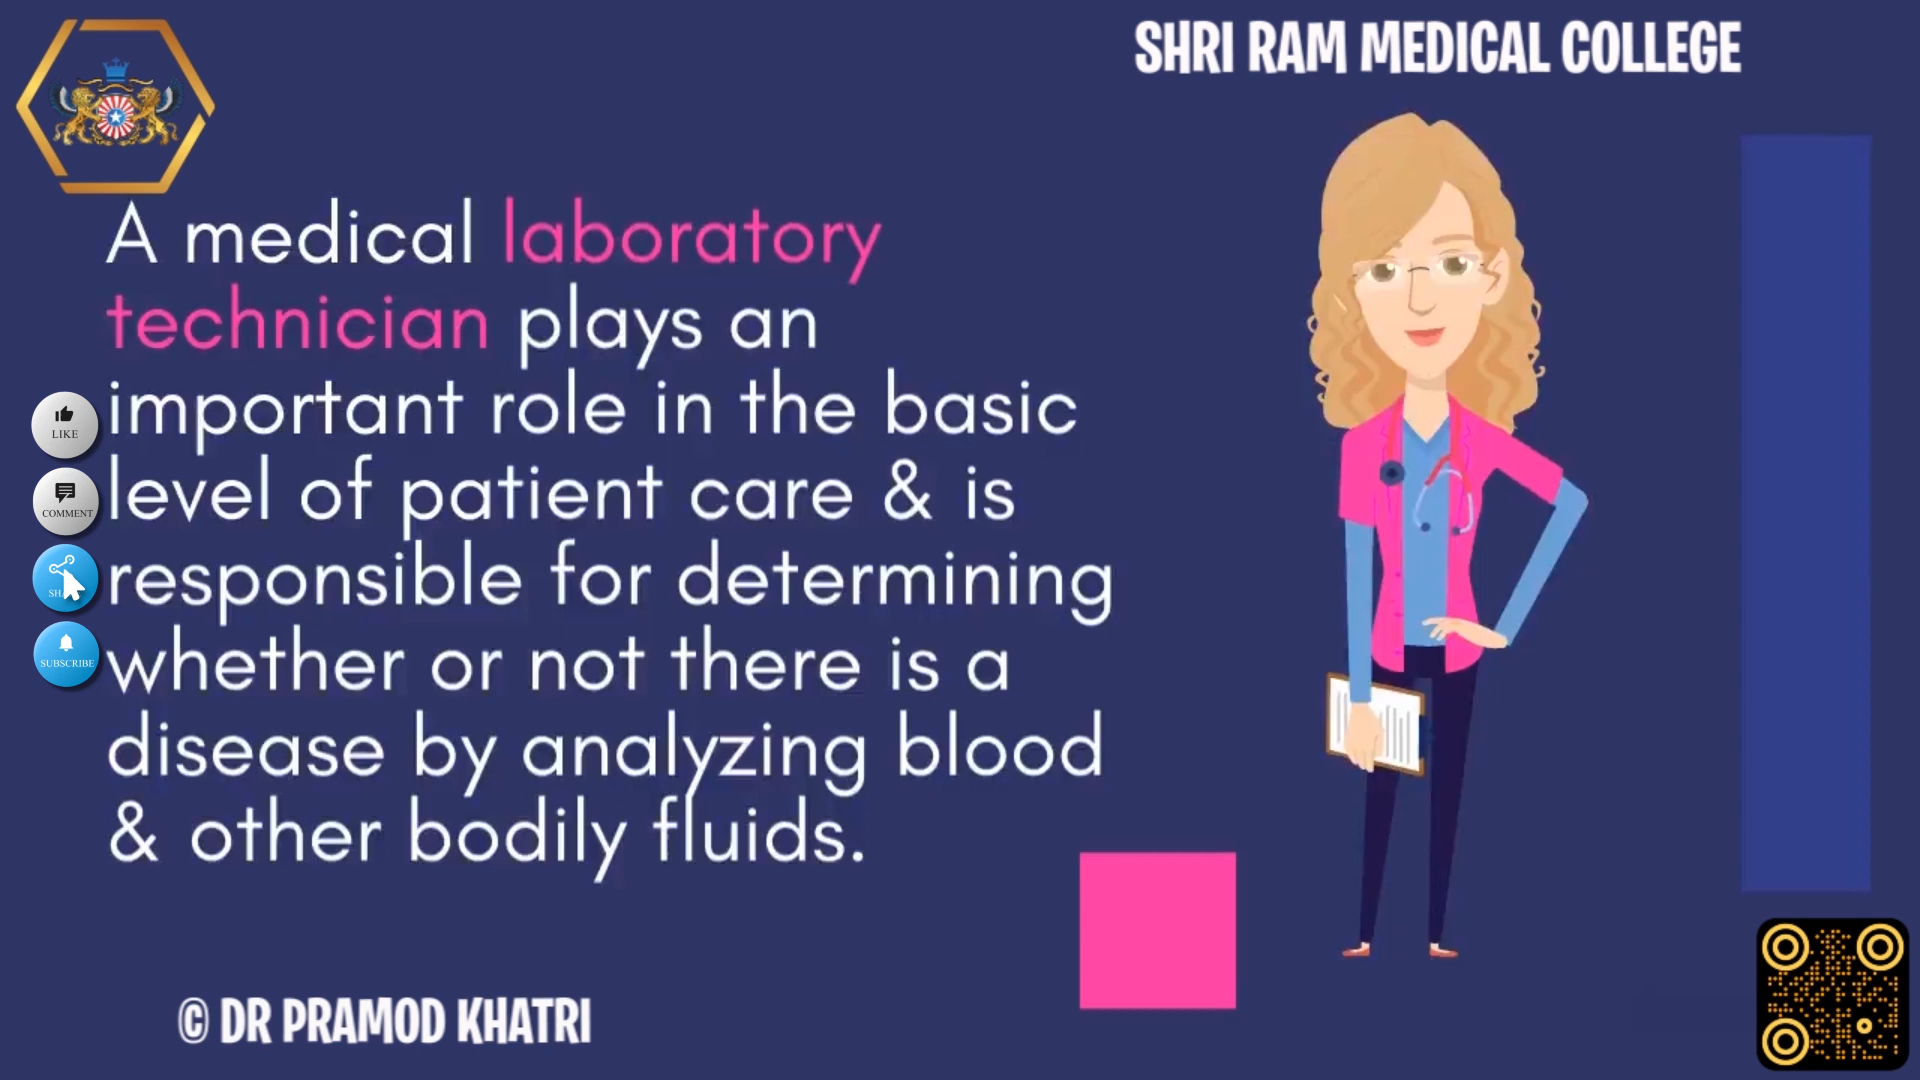 SHRI RAM MEDICAL COLLEGE
A medical laboratory
technician plays an
important role in the basic
level of patient care & is
responsible for determining
whether or not there is a
disease by analyzing blood
& other bodily fluids.
LIKE
COMMENT
SUBSCRIBE
© DR PRAMOD KHATRI